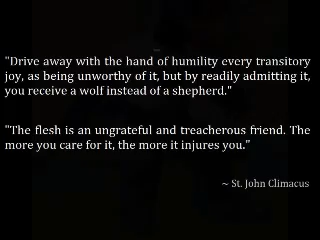 "Drive away with the hand of humility every transitory
joy, as being unworthy of it, but by readily admitting it,
you receive a wolf instead of a shepherd."
"The flesh is an ungrateful and treacherous friend. The
more you care for it, the more it injures you."
~ St. John Climacus